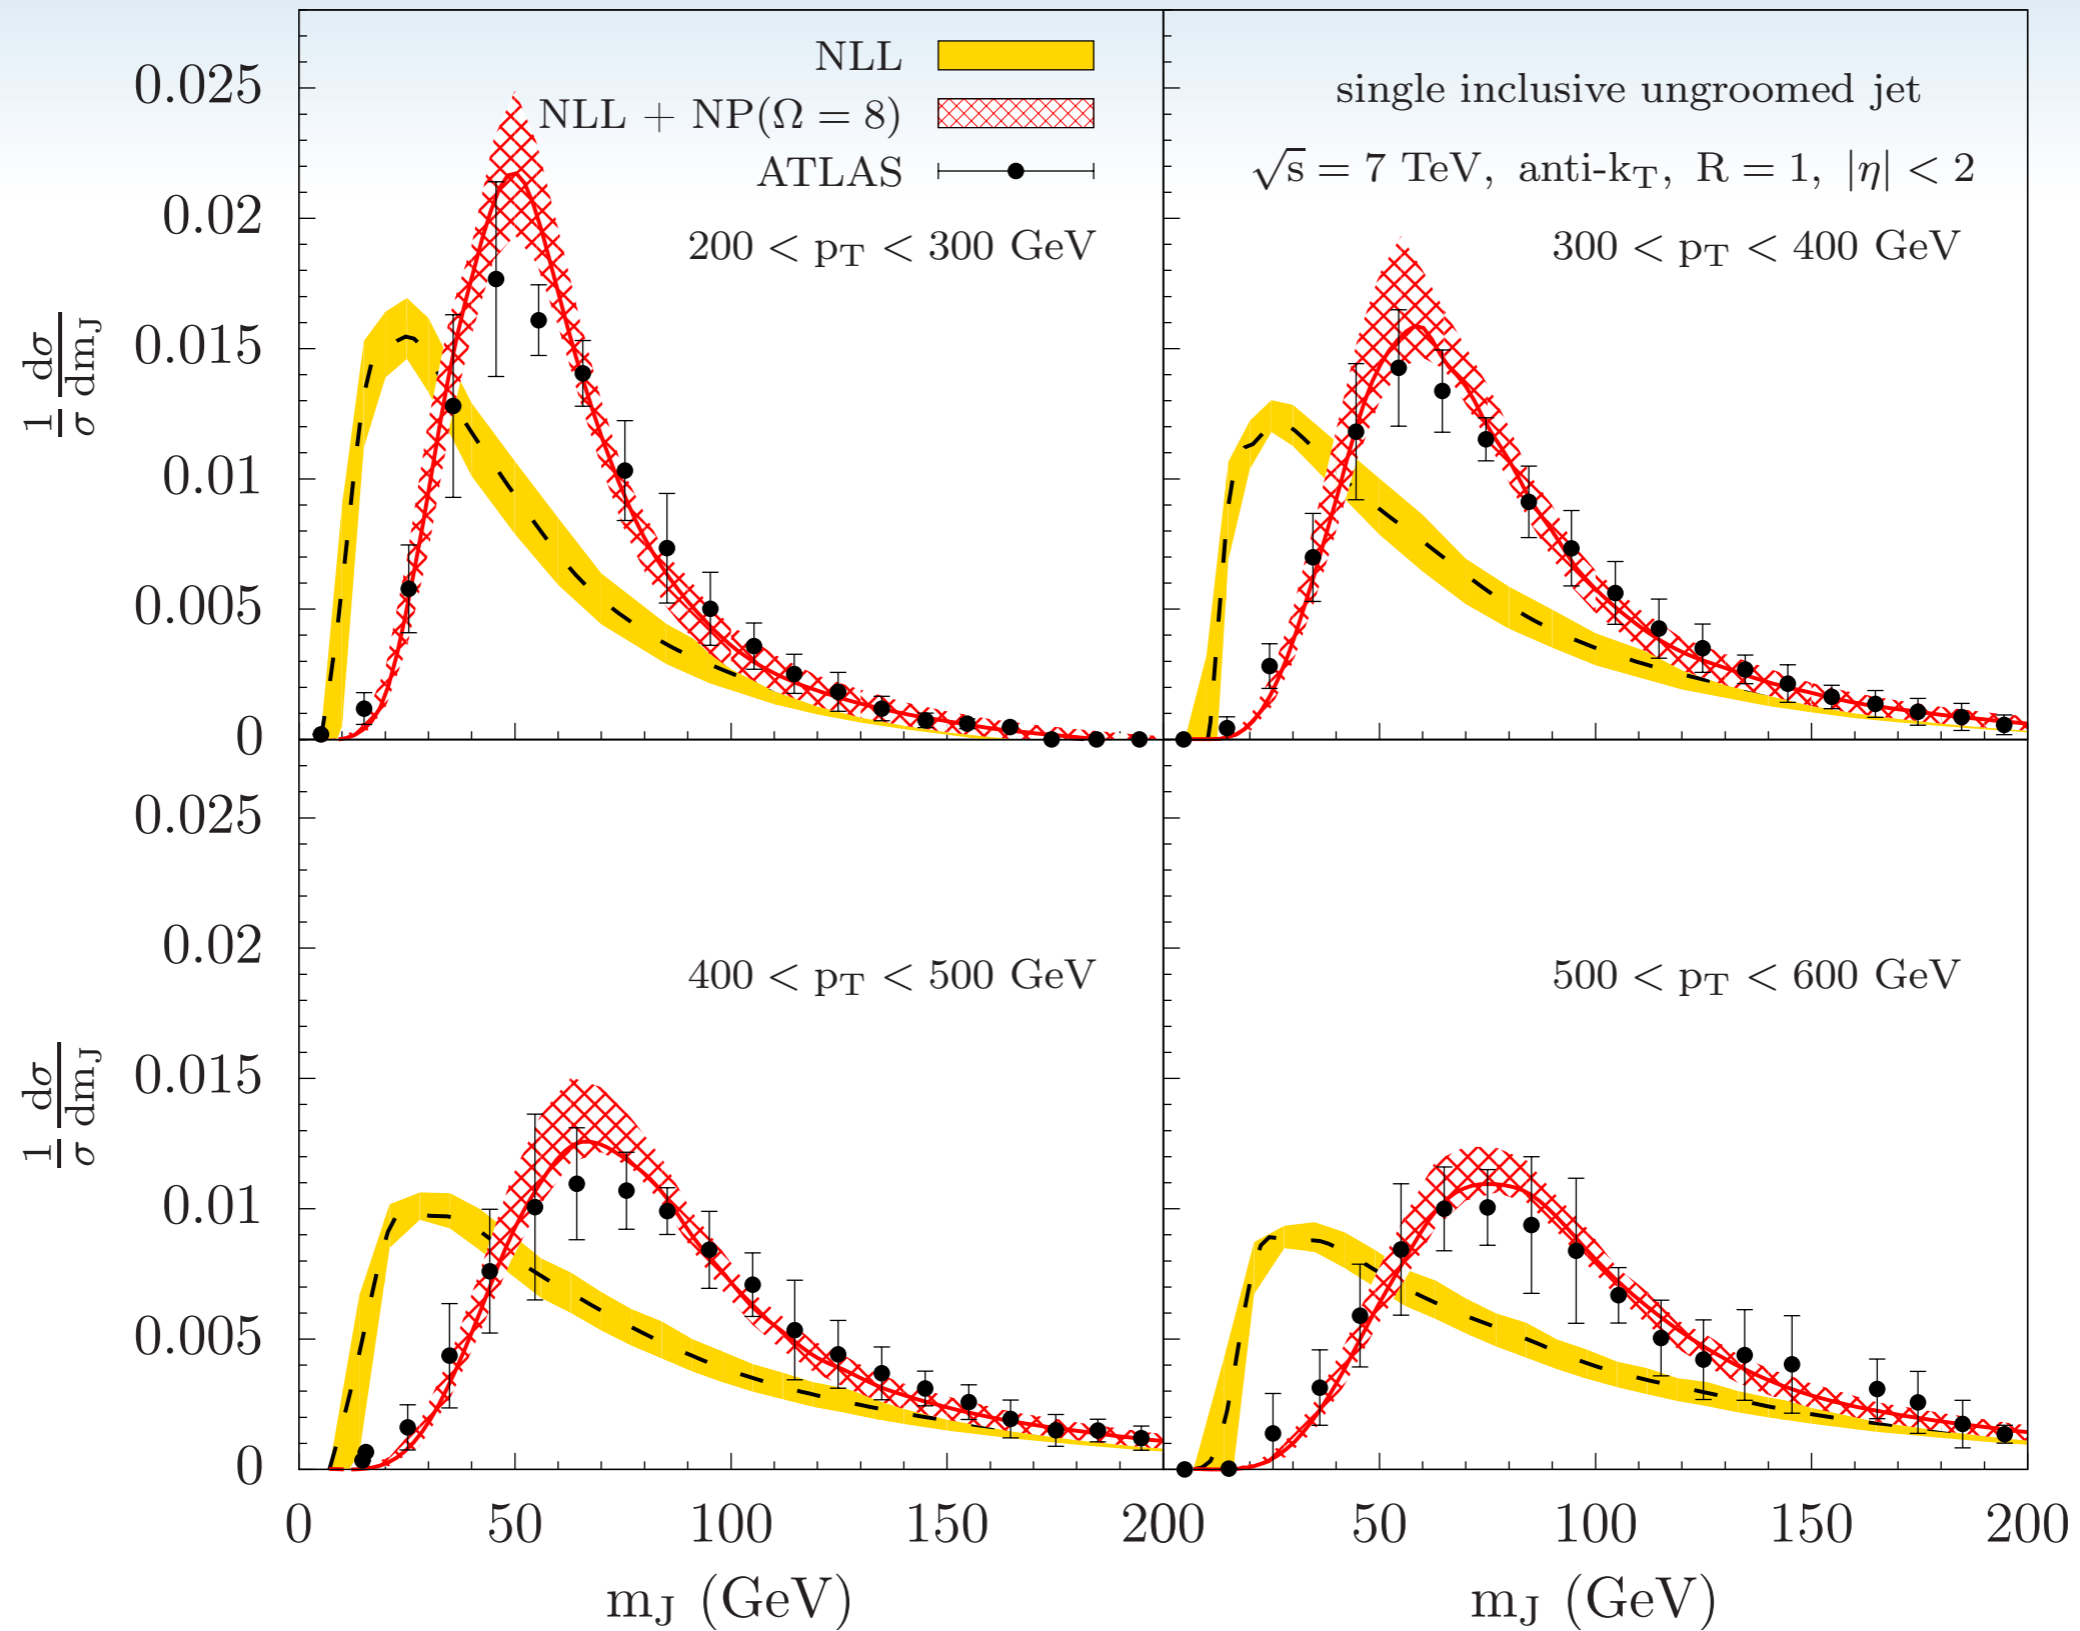 NLL
NLL + NP(Ω = 8)
ATLAS
200 < p_T < 300 GeV
single inclusive ungroomed jet
√s = 7 TeV, anti-k_T, R = 1, |η| < 2
300 < p_T < 400 GeV
0.025
0.02
0.015
0.01
0.005
0
1/σ dσ/dm_J
400 < p_T < 500 GeV
500 < p_T < 600 GeV
0.025
0.02
0.015
0.01
0.005
0
1/σ dσ/dm_J
0 50 100 150 200 50 100 150 200
m_J (GeV) m_J (GeV)